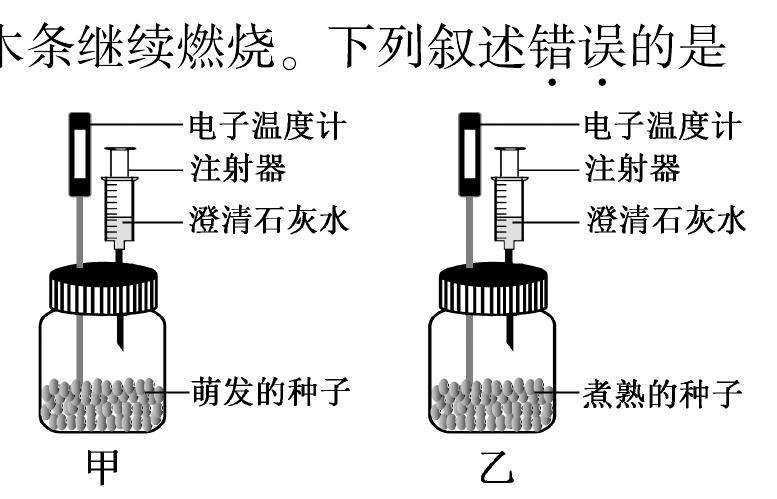 木条继续燃烧。下列叙述错误的是
电子温度计 电子温度计
注射器 注射器
澄清石灰水 澄清石灰水
萌发的种子 煮熟的种子
甲 乙